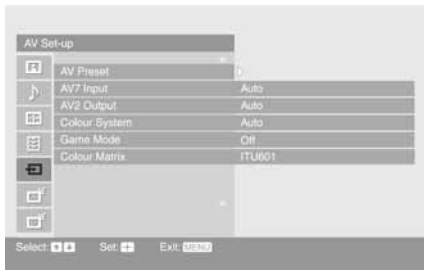 AV Set-up
AV Preset
AV7 Input Auto
AV2 Output Auto
Colour System Auto
Game Mode Off
Colour Matrix ITU601
Select: Set: Exit: MENU